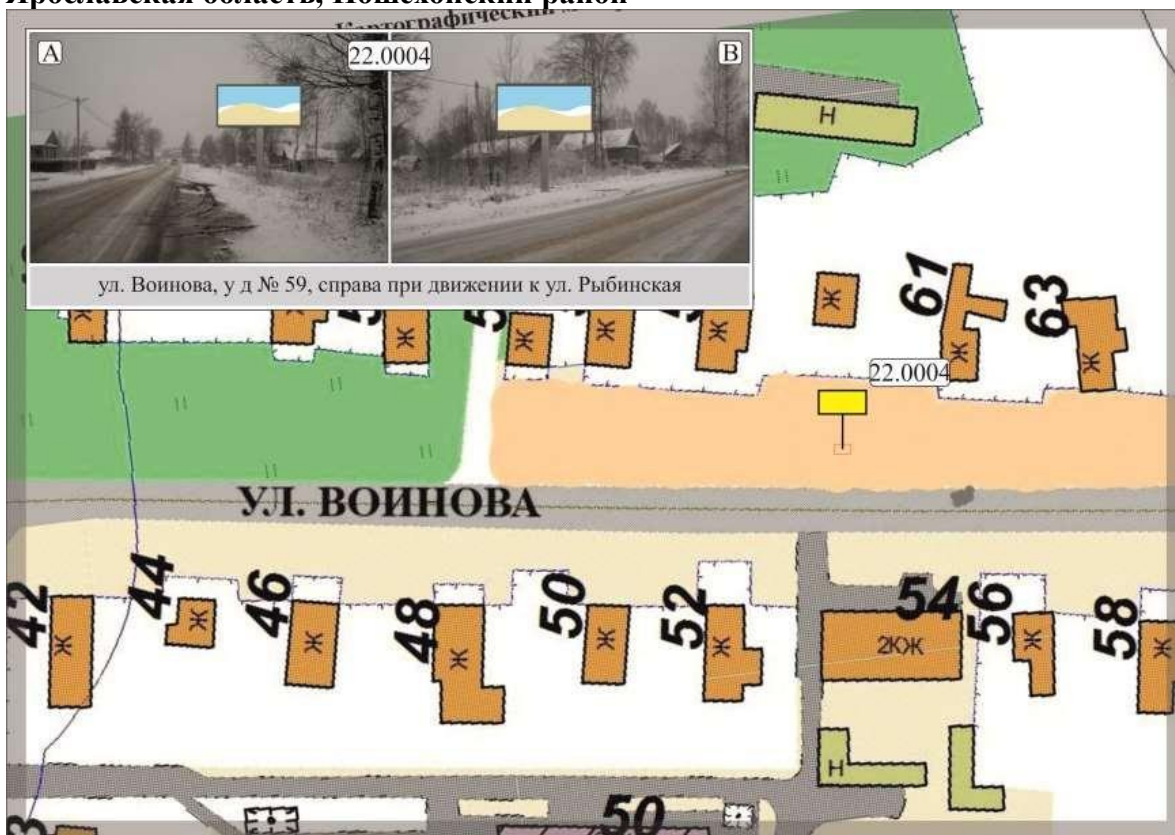 Ярославская область, Пошехонский район
Картографический
A
22.0004
B
ул. Воинова, у д № 59, справа при движении к ул. Рыбинская
Н
Ж
61
63
Ж
Ж
Ж
Ж
Ж
Ж
Ж
22.0004
УЛ. ВОИНОВА
42
44
46
48
50
52
54
56
58
Ж
Ж
Ж
Ж
Ж
Ж
2КЖ
Ж
Ж
Н
50